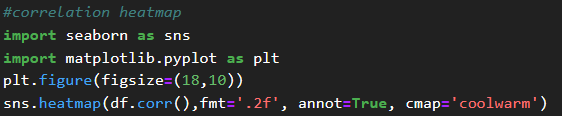 #correlation heatmap
import seaborn as sns
import matplotlib.pyplot as plt
plt.figure(figsize=(18,10))
sns.heatmap(df.corr(),fmt='.2f', annot=True, cmap='coolwarm')